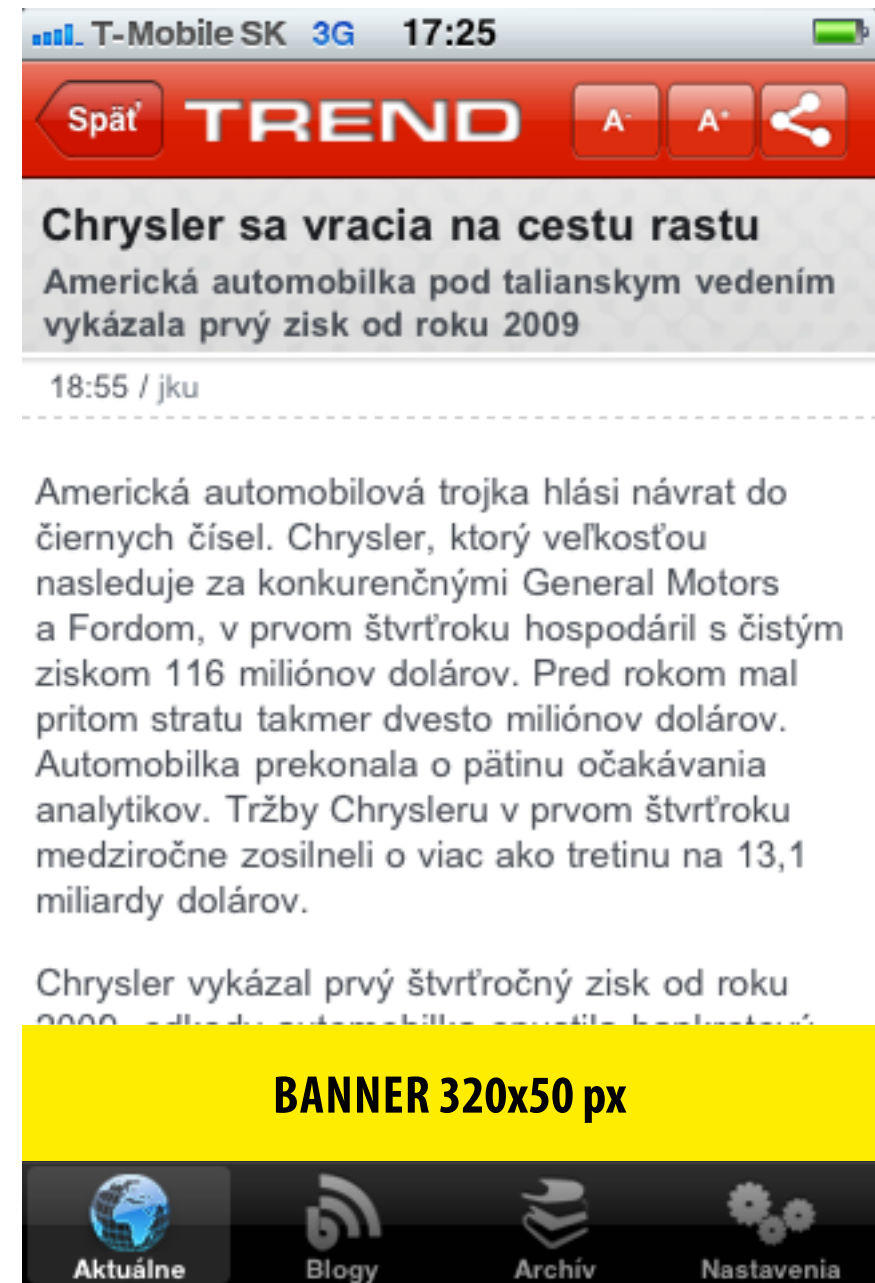 T-Mobile SK 3G 17:25
Späť TREND A- A+
Chrysler sa vracia na cestu rastu
Americká automobilka pod talianskym vedením
vykázala prvý zisk od roku 2009
18:55 / jku
Americká automobilová trojka hlási návrat do
čiernych čísel. Chrysler, ktorý veľkosťou
nasleduje za konkurenčnými General Motors
a Fordom, v prvom štvrťroku hospodáril s čistým
ziskom 116 miliónov dolárov. Pred rokom mal
pritom stratu takmer dvesto miliónov dolárov.
Automobilka prekonala o pätinu očakávania
analytikov. Tržby Chrysleru v prvom štvrťroku
medziročne zosilneli o viac ako tretinu na 13,1
miliardy dolárov.
Chrysler vykázal prvý štvrťročný zisk od roku
BANNER 320x50 px
Aktuálne Blogy Archív Nastavenia